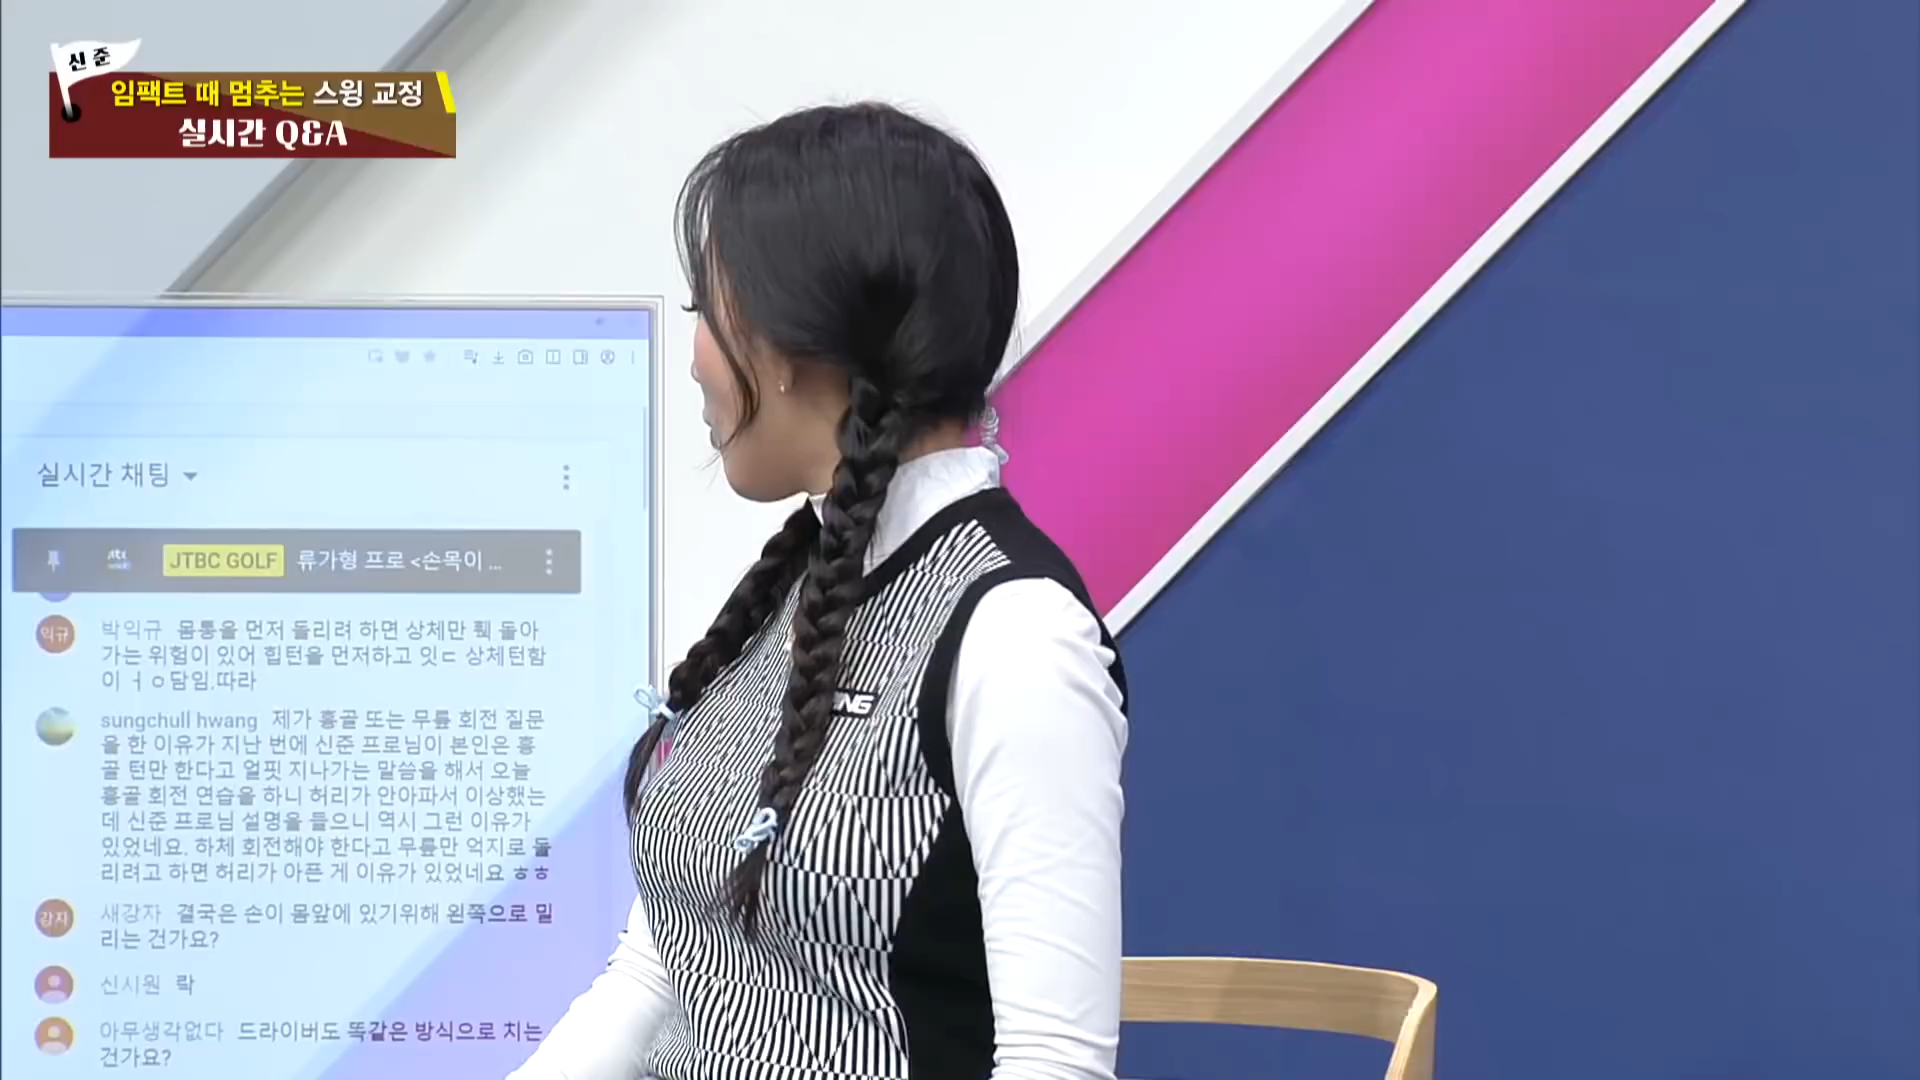 신준
임팩트 때 멈추는 스윙 교정
실시간 Q&A
실시간 채팅
JTBC GOLF 류가형 프로 <손목이 ...
익규
박익규 몸통을 먼저 돌리려 하면 상체만 훽 돌아
가는 위험이 있어 힙턴을 먼저하고 잇ㄷ 상체턴함
이 ㅕㅇ담임.따라
sungchull hwang 제가 흉골 또는 무릎 회전 질문
을 한 이유가 지난 번에 신준 프로님이 본인은 흉
골 턴만 한다고 얼핏 지나가는 말씀을 해서 오늘
흉골 회전 연습을 하니 허리가 안아파서 이상했는
데 신준 프로님 설명을 들으니 역시 그런 이유가
있었네요. 하체 회전해야 한다고 무릎만 억지로 돌
리려고 하면 허리가 아픈 게 이유가 있었네요 ㅎㅎ
강자
새강자 결국은 손이 몸앞에 있기위해 왼쪽으로 밀
리는 건가요?
신시원 락
아무생각없다 드라이버도 똑같은 방식으로 치는
건가요?
NG